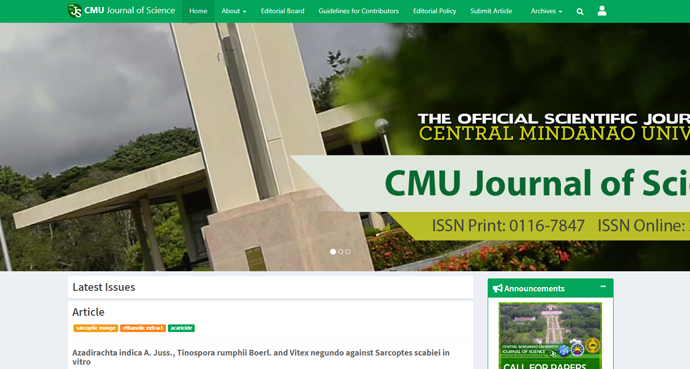 CMU Journal of Science
Home
About
Editorial Board
Guidelines for Contributors
Editorial Policy
Submit Article
Archives
THE OFFICIAL SCIENTIFIC JOUR
CENTRAL MINDANAO UNIV
CMU Journal of Sci
ISSN Print: 0116-7847 ISSN Online:
Latest Issues
Article
sarcoptic mange
ethanolic extract
acaricide
Azadirachta indica A. Juss., Tinospora rumphii Boerl. and Vitex negundo against Sarcoptes scabiei in
vitro
Announcements
CENTRAL MINDANAO UNIVERSITY
JOURNAL OF SCIENCE
CALL FOR PAPERS